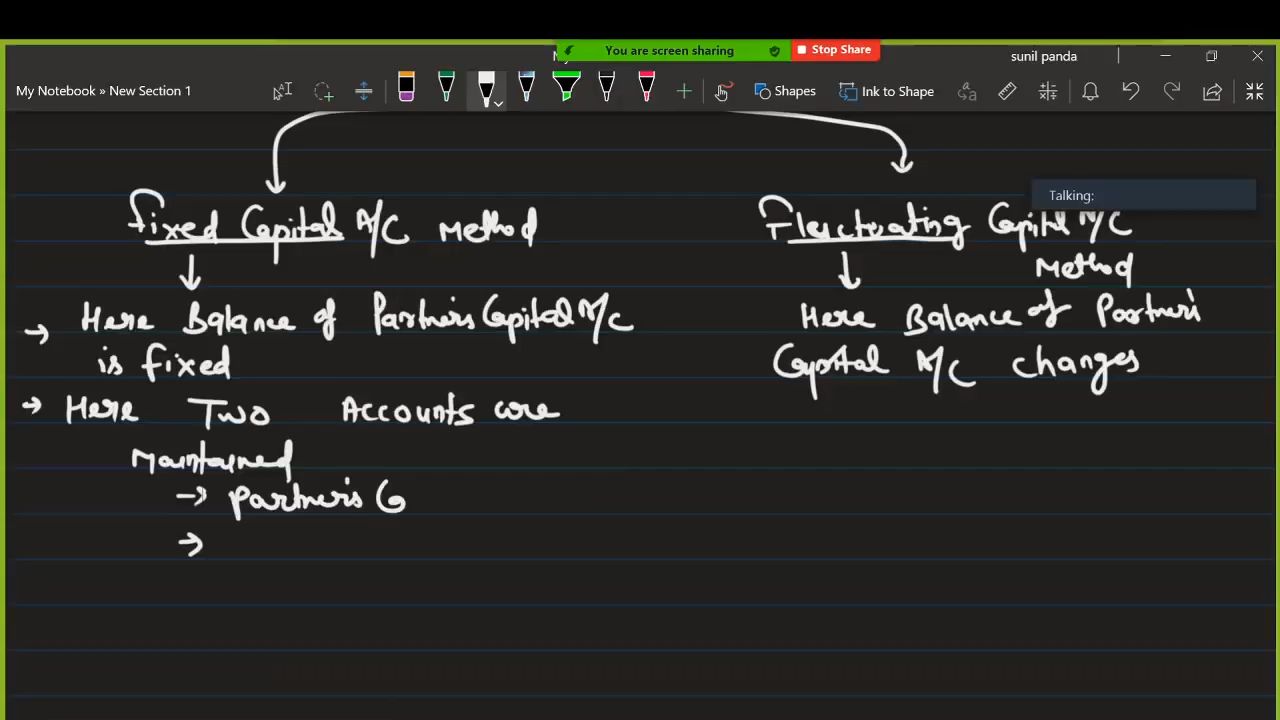 You are screen sharing
Stop Share
sunil panda
My Notebook » New Section 1
Shapes
Ink to Shape
Talking:
Fixed Capital A/C Method
→ Here Balance of Partner's Capital A/C
is fixed
→ Here Two Accounts are
Maintained
→ Partner's Ca
→
Fluctuating Capital A/C
Method
Here Balance of Partner's
Capital A/C changes